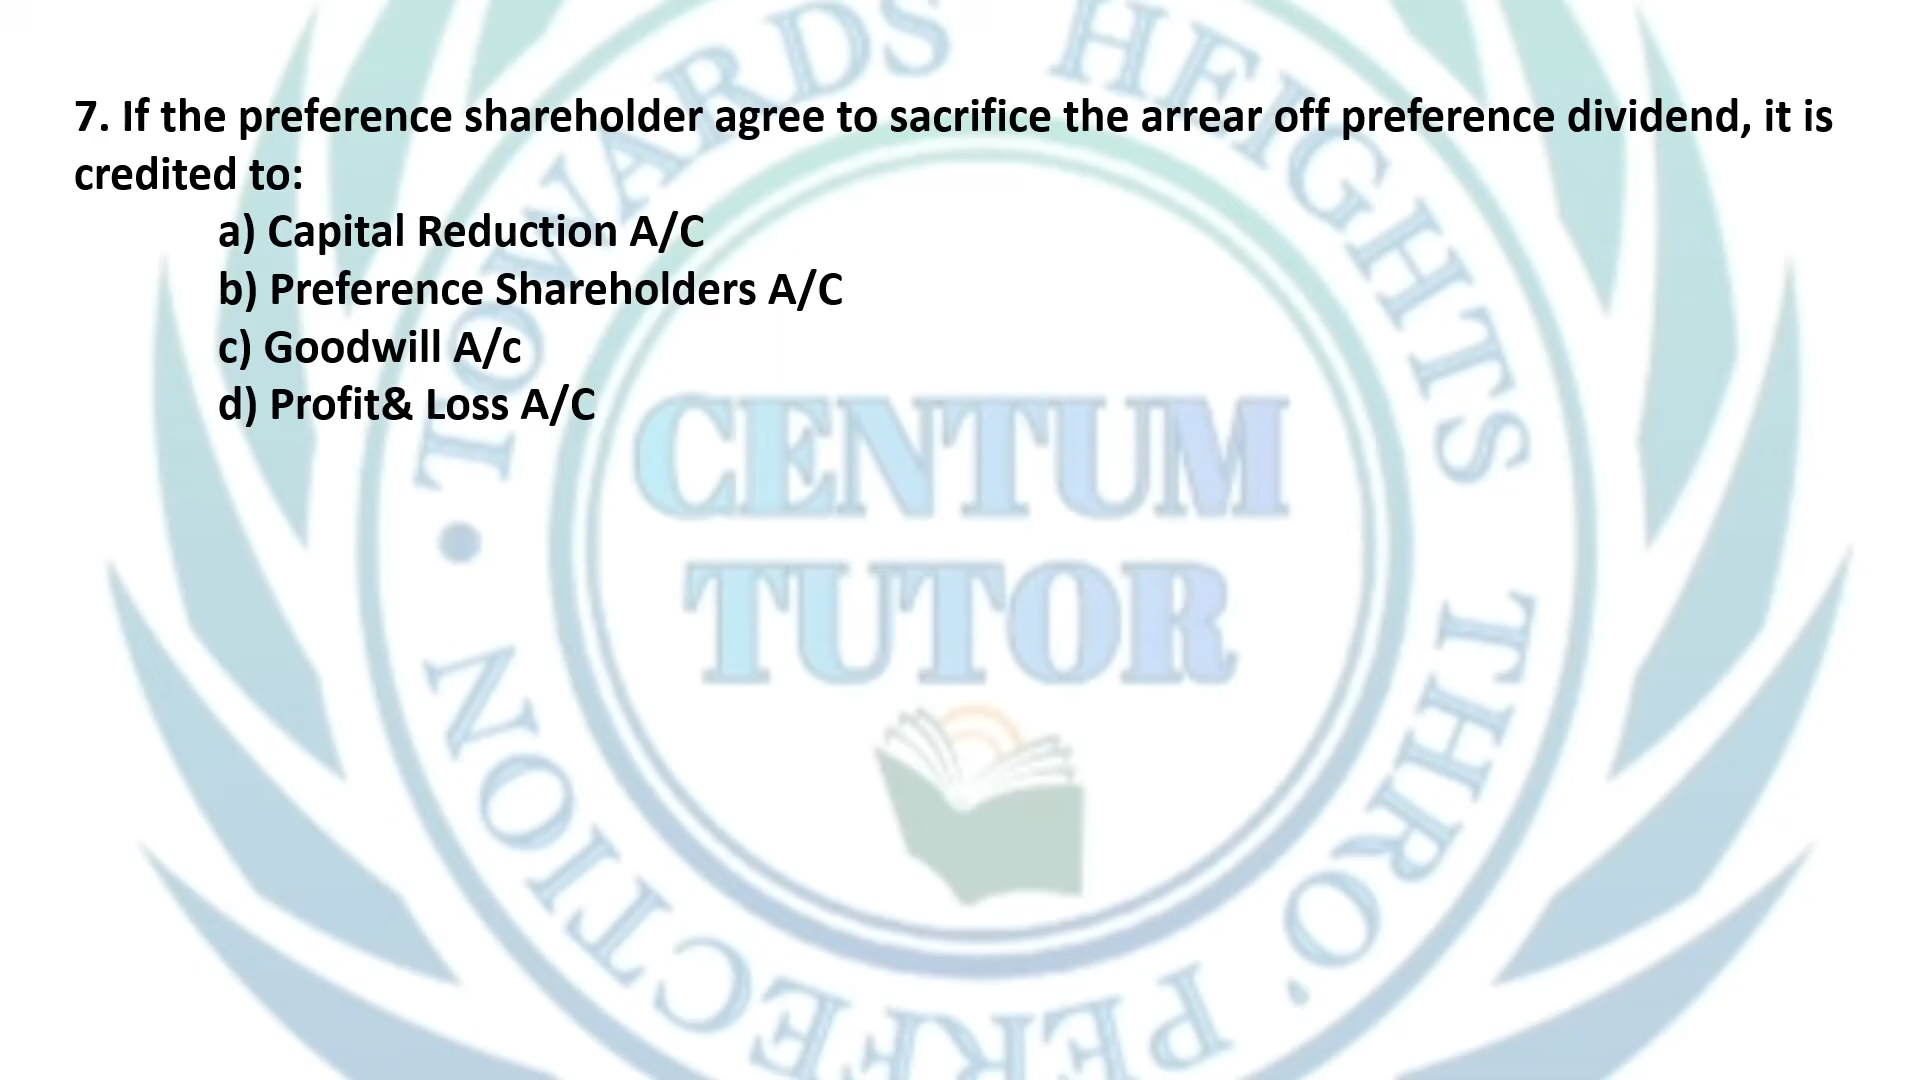 7. If the preference shareholder agree to sacrifice the arrear off preference dividend, it is
credited to:
a) Capital Reduction A/C
b) Preference Shareholders A/C
c) Goodwill A/c
d) Profit& Loss A/C
TOWARDS HEIGHTS THRO' PERFECTION
CENTUM
TUTOR